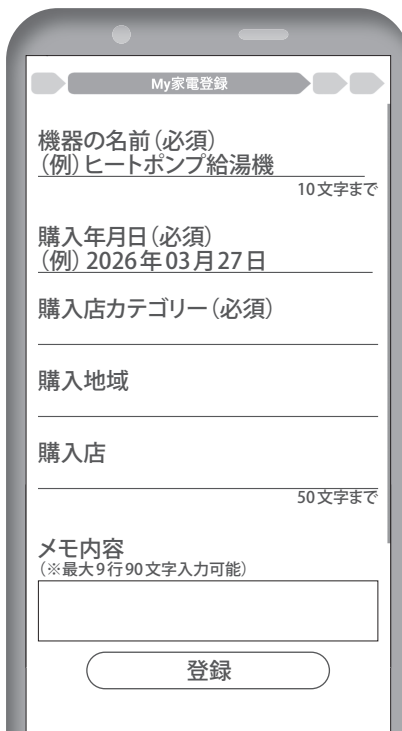 My家電登録
機器の名前（必須）
（例）ヒートポンプ給湯機
10文字まで
購入年月日（必須）
（例）2026年03月27日
購入店カテゴリー（必須）
購入地域
購入店
50文字まで
メモ内容
（※最大9行90文字入力可能）
登録